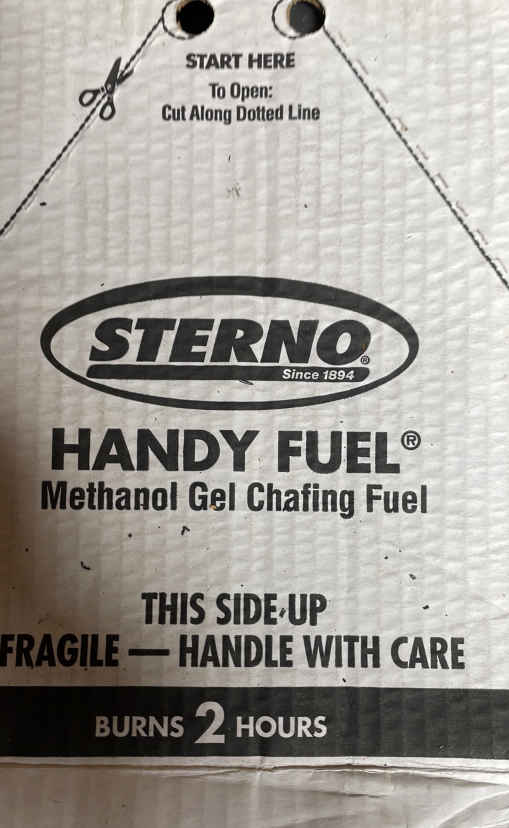 START HERE
To Open:
Cut Along Dotted Line
STERNO®
Since 1894
HANDY FUEL®
Methanol Gel Chafing Fuel
THIS SIDE UP
FRAGILE — HANDLE WITH CARE
BURNS 2 HOURS